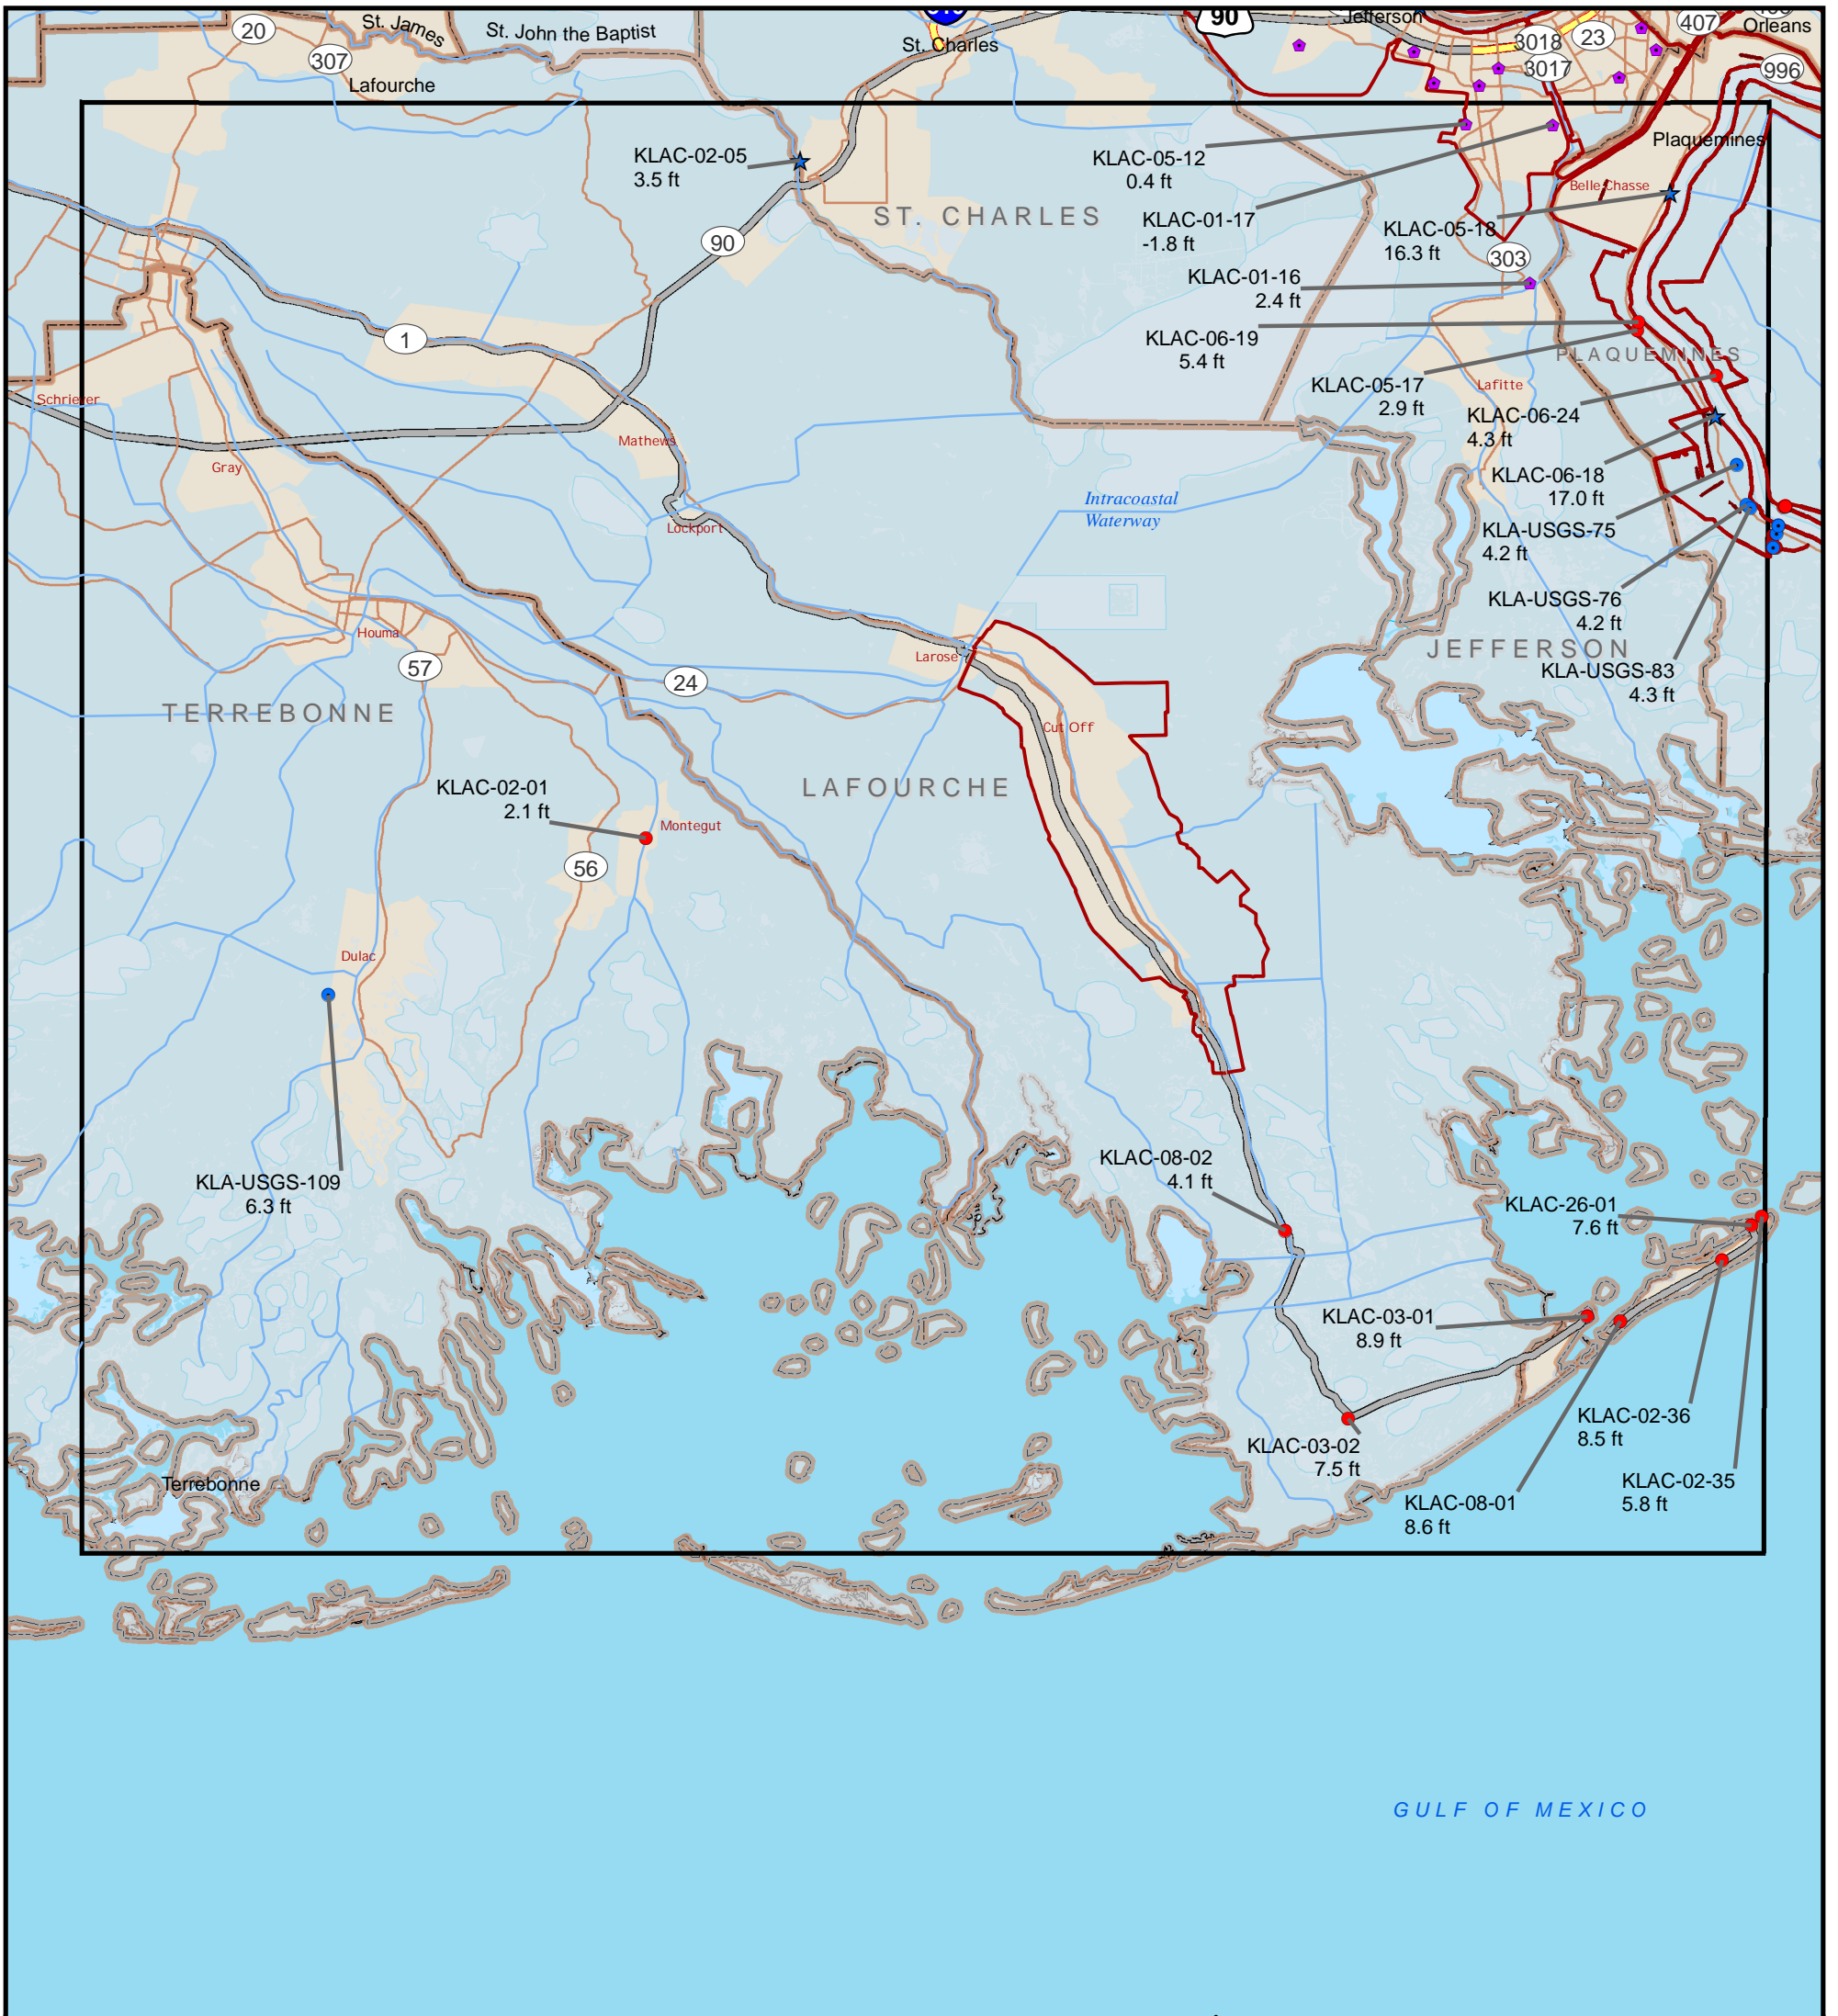 90
Jefferson
407
Orleans
20
St. James
St. John the Baptist
St. Charles
3018
23
307
3017
996
Lafourche
Plaquemines
KLAC-02-05
3.5 ft
KLAC-05-12
0.4 ft
Belle Chasse
ST. CHARLES
KLAC-01-17
-1.8 ft
KLAC-05-18
16.3 ft
90
303
KLAC-01-16
2.4 ft
1
KLAC-06-19
5.4 ft
PLAQUEMINES
KLAC-05-17
2.9 ft
Lafitte
Schriever
KLAC-06-24
4.3 ft
Mathews
Gray
KLAC-06-18
17.0 ft
Intracoastal
Waterway
Lockport
KLA-USGS-75
4.2 ft
KLA-USGS-76
4.2 ft
Houma
JEFFERSON
Larose
57
KLA-USGS-83
4.3 ft
24
TERREBONNE
Cut Off
LAFOURCHE
KLAC-02-01
2.1 ft
Montegut
56
Dulac
KLAC-08-02
4.1 ft
KLA-USGS-109
6.3 ft
KLAC-26-01
7.6 ft
KLAC-03-01
8.9 ft
KLAC-02-36
8.5 ft
KLAC-03-02
7.5 ft
Terrebonne
KLAC-02-35
5.8 ft
KLAC-08-01
8.6 ft
GULF OF MEXICO